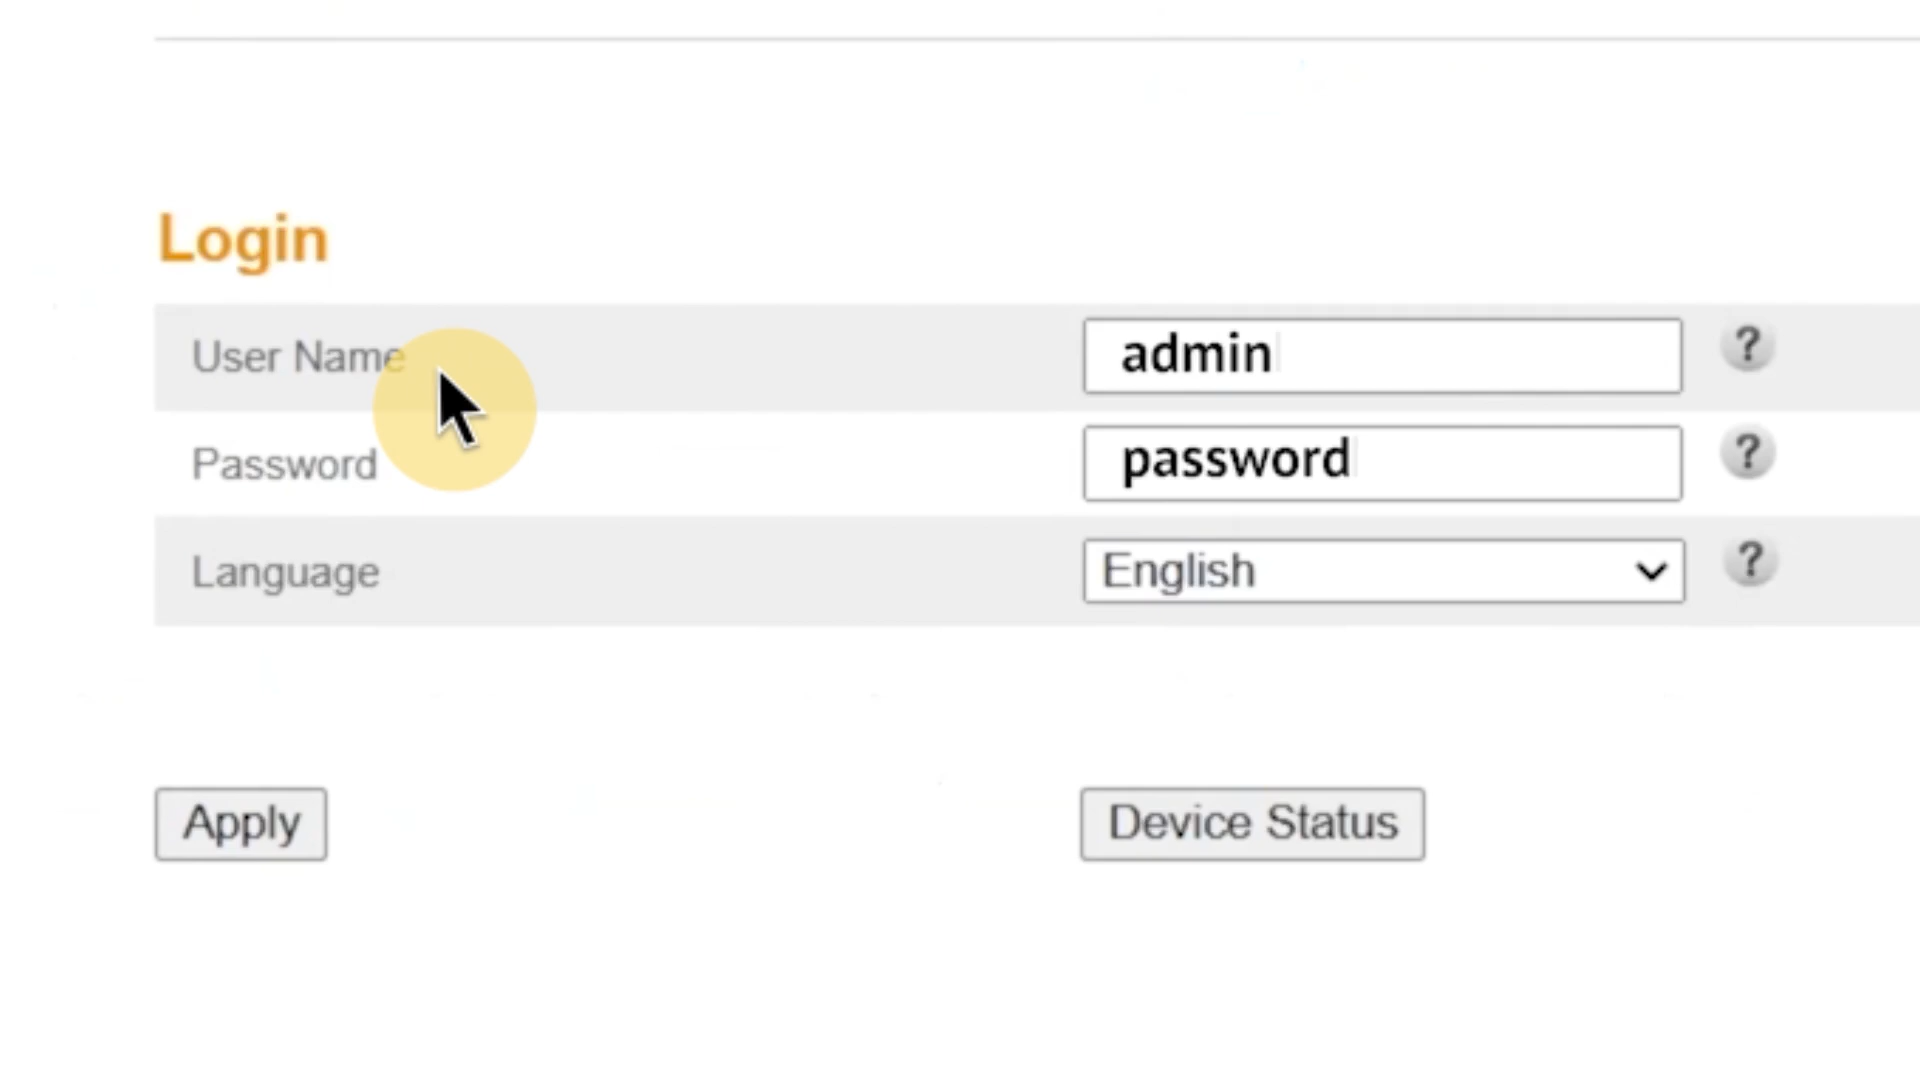 Login
User Name admin ?
Password password ?
Language English ?
Apply Device Status